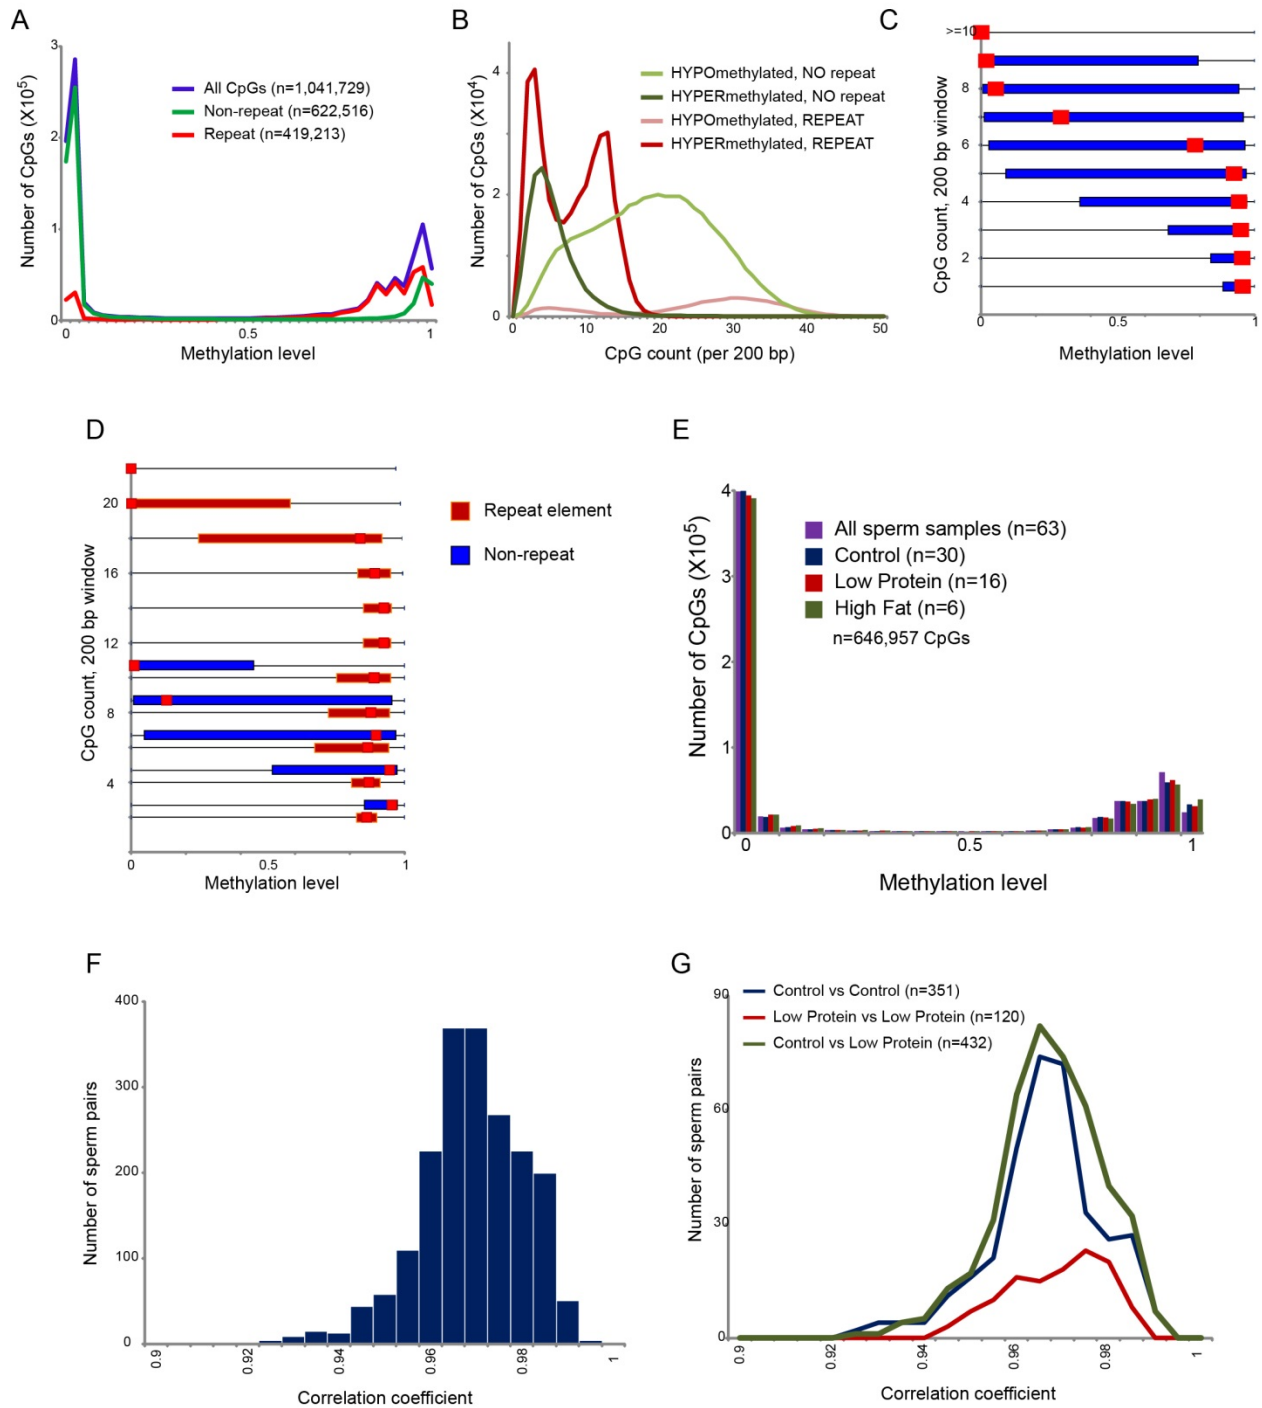 A
Number of CpGs (X10⁵)
3
2
1
0
0
0.5
1
Methylation level
All CpGs (n=1,041,729)
Non-repeat (n=622,516)
Repeat (n=419,213)
B
Number of CpGs (X10⁴)
4
2
0
0
10
20
30
40
50
CpG count (per 200 bp)
HYPOmethylated, NO repeat
HYPERmethylated, NO repeat
HYPOmethylated, REPEAT
HYPERmethylated, REPEAT
C
CpG count, 200 bp window
>=10
8
6
4
2
0
0.5
1
Methylation level
D
CpG count, 200 bp window
20
16
12
8
4
0
0.5
1
Methylation level
Repeat element
Non-repeat
E
Number of CpGs (X10⁵)
4
3
2
1
0
0
0.5
1
Methylation level
All sperm samples (n=63)
Control (n=30)
Low Protein (n=16)
High Fat (n=6)
n=646,957 CpGs
F
Number of sperm pairs
400
300
200
100
0
0.9
0.92
0.94
0.96
0.98
1
Correlation coefficient
G
Number of sperm pairs
90
60
30
0
0.9
0.92
0.94
0.96
0.98
1
Correlation coefficient
Control vs Control (n=351)
Low Protein vs Low Protein (n=120)
Control vs Low Protein (n=432)